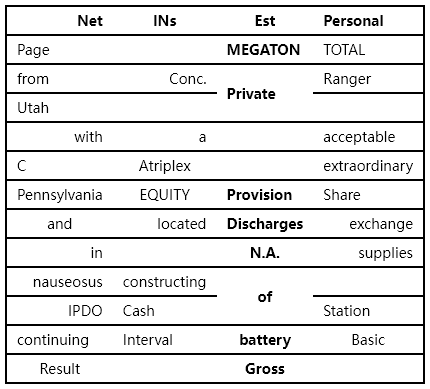 Net INs Est Personal
Page MEGATON TOTAL
from Conc. Private Ranger
Utah
with a acceptable
C Atriplex extraordinary
Pennsylvania EQUITY Provision Share
and located Discharges exchange
in N.A. supplies
nauseosus constructing of
IPDO Cash Station
continuing Interval battery Basic
Result Gross